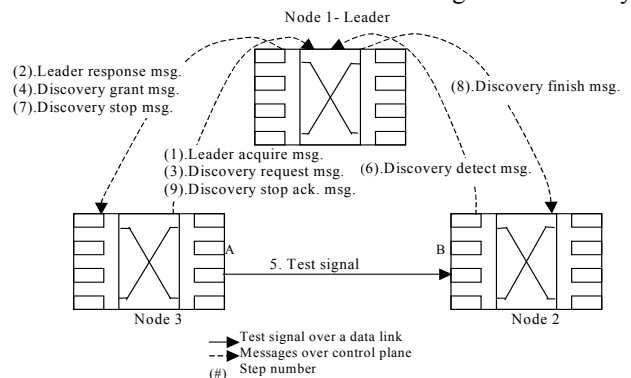 Node 1- Leader
(2).Leader response msg.
(4).Discovery grant msg.
(7).Discovery stop msg.
(8).Discovery finish msg.
(1).Leader acquire msg.
(3).Discovery request msg.
(9).Discovery stop ack. msg.
(6).Discovery detect msg.
A
B
5. Test signal
Node 3
Node 2
Test signal over a data link
Messages over control plane
(#) Step number